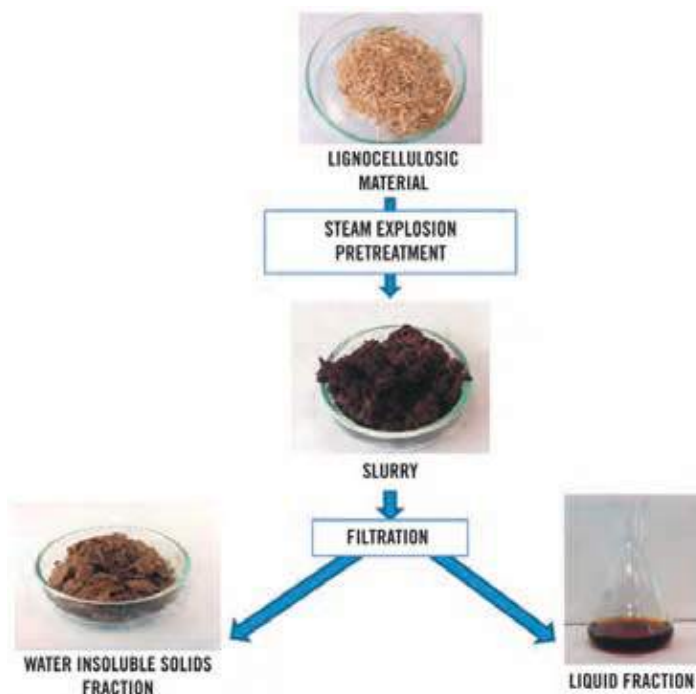 LIGNOCELLULOSIC
MATERIAL
STEAM EXPLOSION
PRETREATMENT
SLURRY
FILTRATION
WATER INSOLUBLE SOLIDS
FRACTION
LIQUID FRACTION